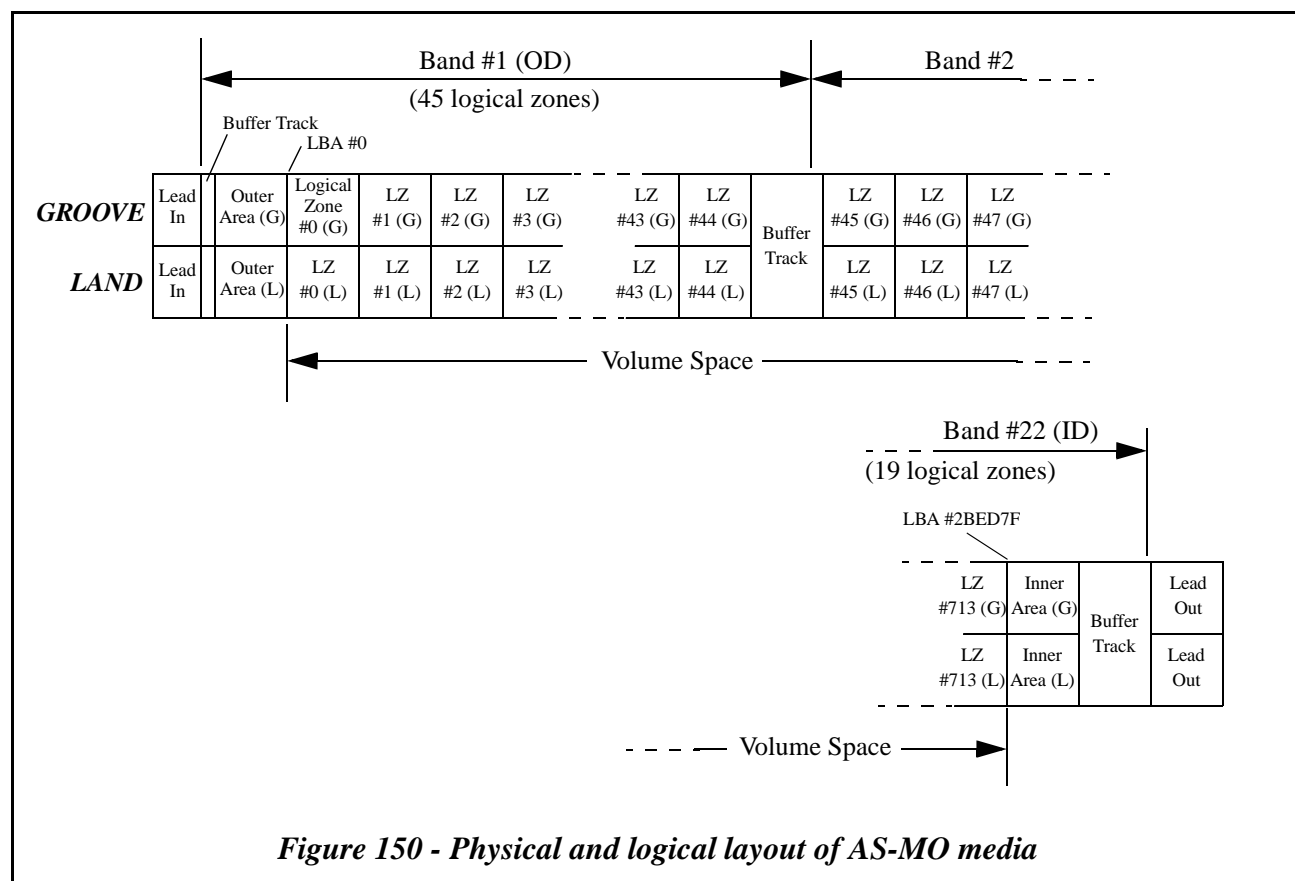 Band #1 (OD)
Band #2
(45 logical zones)
Buffer Track
LBA #0
GROOVE
Lead
In
Outer
Area (G)
Logical
Zone
#0 (G)
LZ
#1 (G)
LZ
#2 (G)
LZ
#3 (G)
LZ
#43 (G)
LZ
#44 (G)
Buffer
Track
LZ
#45 (G)
LZ
#46 (G)
LZ
#47 (G)
LAND
Lead
In
Outer
Area (L)
LZ
#0 (L)
LZ
#1 (L)
LZ
#2 (L)
LZ
#3 (L)
LZ
#43 (L)
LZ
#44 (L)
LZ
#45 (L)
LZ
#46 (L)
LZ
#47 (L)
Volume Space
Band #22 (ID)
(19 logical zones)
LBA #2BED7F
LZ
#713 (G)
Inner
Area (G)
Buffer
Track
Lead
Out
LZ
#713 (L)
Inner
Area (L)
Lead
Out
Volume Space
Figure 150 - Physical and logical layout of AS-MO media